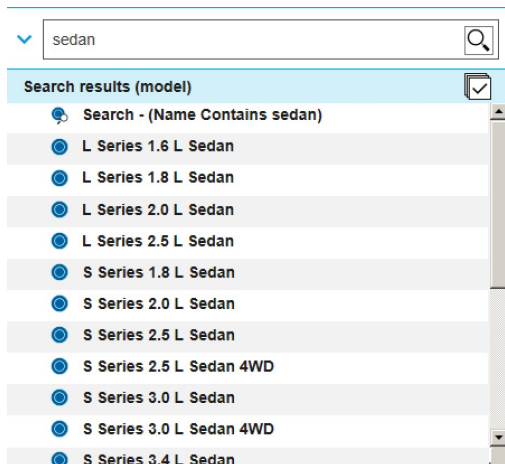 sedan
Search results (model)
Search - (Name Contains sedan)
L Series 1.6 L Sedan
L Series 1.8 L Sedan
L Series 2.0 L Sedan
L Series 2.5 L Sedan
S Series 1.8 L Sedan
S Series 2.0 L Sedan
S Series 2.5 L Sedan
S Series 2.5 L Sedan 4WD
S Series 3.0 L Sedan
S Series 3.0 L Sedan 4WD
S Series 3.4 L Sedan